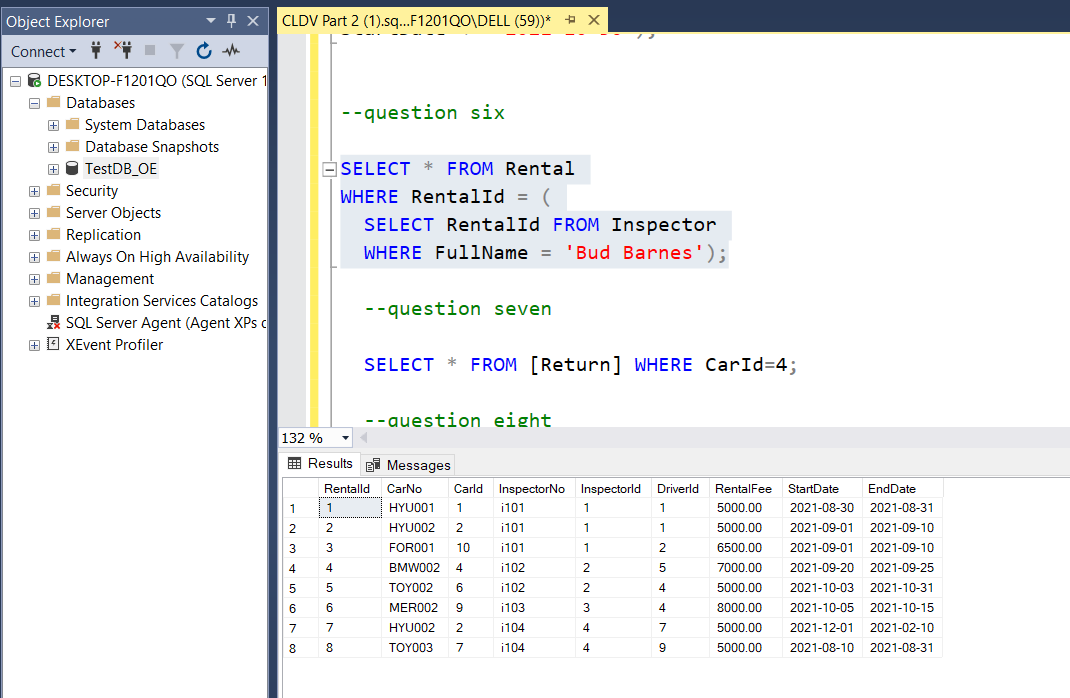 Object Explorer
Connect
DESKTOP-F1201QO (SQL Server 1
Databases
System Databases
Database Snapshots
TestDB_OE
Security
Server Objects
Replication
Always On High Availability
Management
Integration Services Catalogs
SQL Server Agent (Agent XPs
XEvent Profiler
CLDV Part 2 (1).sq...F1201QO\DELL (59))*
--question six
SELECT * FROM Rental
WHERE RentalId = (
SELECT RentalId FROM Inspector
WHERE FullName = 'Bud Barnes');
--question seven
SELECT * FROM [Return] WHERE CarId=4;
--question eight
132 %
Results Messages
RentalId CarNo CarId InspectorNo InspectorId DriverId RentalFee StartDate EndDate
1 1 HYU001 1 i101 1 1 5000.00 2021-08-30 2021-08-31
2 2 HYU002 2 i101 1 1 5000.00 2021-09-01 2021-09-10
3 3 FOR001 10 i101 1 2 6500.00 2021-09-01 2021-09-10
4 4 BMW002 4 i102 2 5 7000.00 2021-09-20 2021-09-25
5 5 TOY002 6 i102 2 4 5000.00 2021-10-03 2021-10-31
6 6 MER002 9 i103 3 4 8000.00 2021-10-05 2021-10-15
7 7 HYU002 2 i104 4 7 5000.00 2021-12-01 2021-02-10
8 8 TOY003 7 i104 4 9 5000.00 2021-08-10 2021-08-31